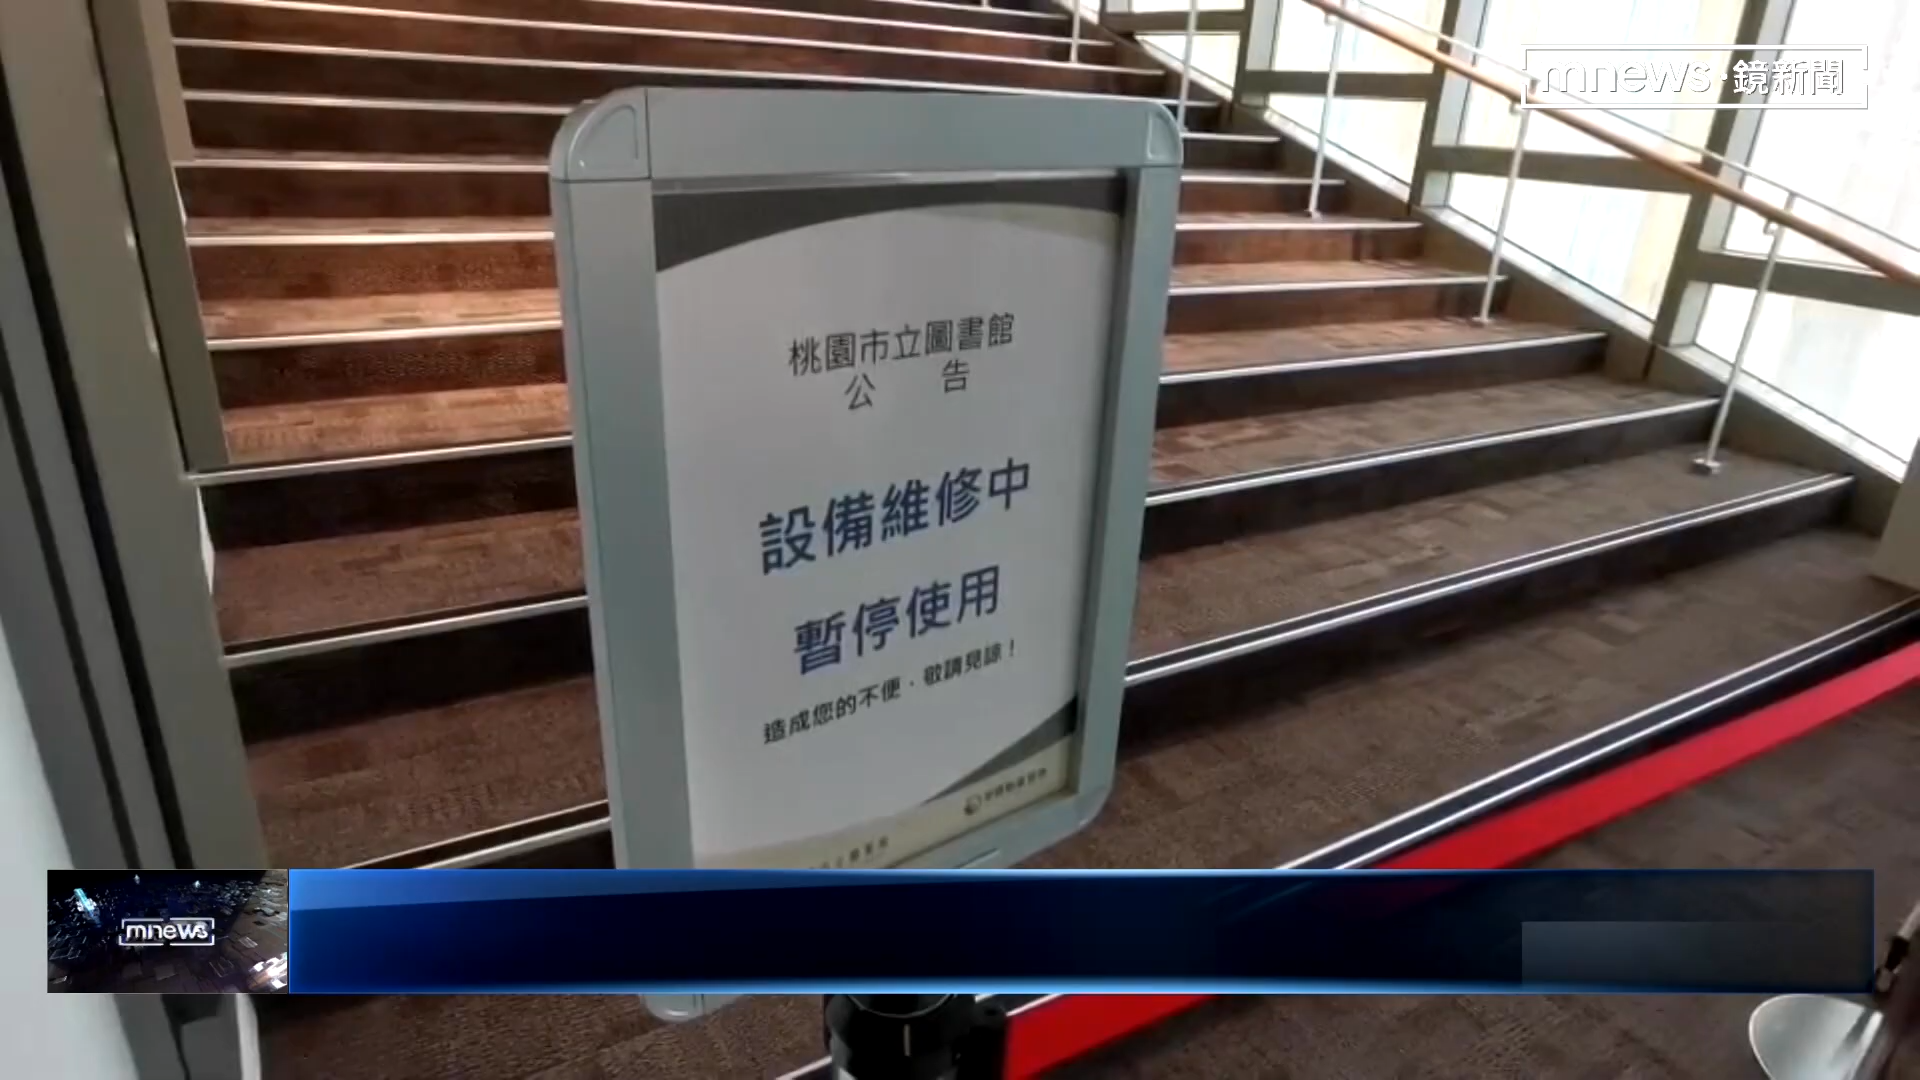 mnews·鏡新聞
桃園市立圖書館
公 告
設備維修中
暫停使用
造成您的不便，敬請見諒！
mnews